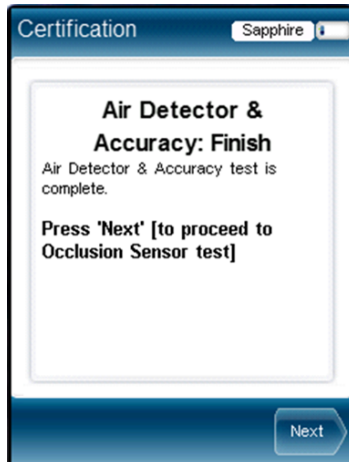 Certification
Sapphire
Air Detector &
Accuracy: Finish
Air Detector & Accuracy test is
complete.
Press 'Next' [to proceed to
Occlusion Sensor test]
Next